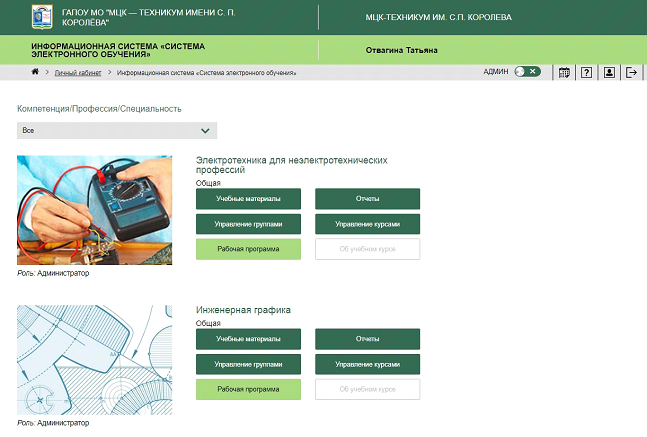 ГАПОУ МО "МЦК — ТЕХНИКУМ ИМЕНИ С. П.
КОРОЛЁВА"
МЦК-ТЕХНИКУМ ИМ. С.П. КОРОЛЕВА
ИНФОРМАЦИОННАЯ СИСТЕМА «СИСТЕМА
ЭЛЕКТРОННОГО ОБУЧЕНИЯ»
Отвагина Татьяна
Личный кабинет
Информационная система «Система электронного обучения»
АДМИН
Компетенция/Профессия/Специальность
Все
Электротехника для неэлектротехнических
профессий
Общая
Учебные материалы
Отчеты
Управление группами
Управление курсами
Рабочая программа
Об учебном курсе
Роль: Администратор
Инженерная графика
Общая
Учебные материалы
Отчеты
Управление группами
Управление курсами
Рабочая программа
Об учебном курсе
Роль: Администратор